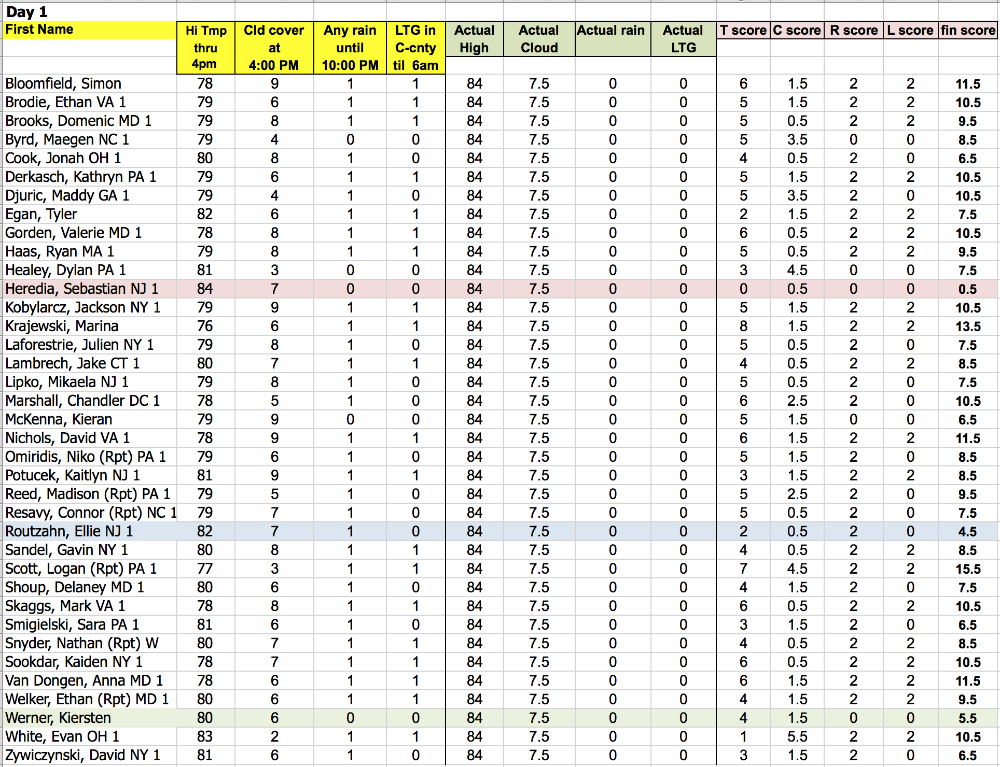 Day 1
First Name Hi Tmp Cld cover Any rain LTG in Actual Actual Actual rain Actual T score C score R score L score fin score
thru at until C-cnty High Cloud LTG
4pm 4:00 PM 10:00 PM til 6am
Bloomfield, Simon 78 9 1 1 84 7.5 0 0 6 1.5 2 2 11.5
Brodie, Ethan VA 1 79 6 1 1 84 7.5 0 0 5 1.5 2 2 10.5
Brooks, Domenic MD 1 79 8 1 1 84 7.5 0 0 5 0.5 2 2 9.5
Byrd, Maegen NC 1 79 4 0 0 84 7.5 0 0 5 3.5 0 0 8.5
Cook, Jonah OH 1 80 8 1 0 84 7.5 0 0 4 0.5 2 0 6.5
Derkasch, Kathryn PA 1 79 6 1 1 84 7.5 0 0 5 1.5 2 2 10.5
Djuric, Maddy GA 1 79 4 1 0 84 7.5 0 0 5 3.5 2 0 10.5
Egan, Tyler 82 6 1 1 84 7.5 0 0 2 1.5 2 2 7.5
Gorden, Valerie MD 1 78 8 1 1 84 7.5 0 0 6 0.5 2 2 10.5
Haas, Ryan MA 1 79 8 1 1 84 7.5 0 0 5 0.5 2 2 9.5
Healey, Dylan PA 1 81 3 0 0 84 7.5 0 0 3 4.5 0 0 7.5
Heredia, Sebastian NJ 1 84 7 0 0 84 7.5 0 0 0 0.5 0 0 0.5
Kobylarcz, Jackson NY 1 79 9 1 1 84 7.5 0 0 5 1.5 2 2 10.5
Krajewski, Marina 76 6 1 1 84 7.5 0 0 8 1.5 2 2 13.5
Laforestrie, Julien NY 1 79 8 1 0 84 7.5 0 0 5 0.5 2 0 7.5
Lambrech, Jake CT 1 80 7 1 1 84 7.5 0 0 4 0.5 2 2 8.5
Lipko, Mikaela NJ 1 79 8 1 0 84 7.5 0 0 5 0.5 2 0 7.5
Marshall, Chandler DC 1 78 5 1 0 84 7.5 0 0 6 2.5 2 0 10.5
McKenna, Kieran 79 9 0 0 84 7.5 0 0 5 1.5 0 0 6.5
Nichols, David VA 1 78 9 1 1 84 7.5 0 0 6 1.5 2 2 11.5
Omiridis, Niko (Rpt) PA 1 79 6 1 0 84 7.5 0 0 5 1.5 2 0 8.5
Potucek, Kaitlyn NJ 1 81 9 1 1 84 7.5 0 0 3 1.5 2 2 8.5
Reed, Madison (Rpt) PA 1 79 5 1 0 84 7.5 0 0 5 2.5 2 0 9.5
Resavy, Connor (Rpt) NC 1 79 7 1 0 84 7.5 0 0 5 0.5 2 0 7.5
Routzahn, Ellie NJ 1 82 7 1 0 84 7.5 0 0 2 0.5 2 0 4.5
Sandel, Gavin NY 1 80 8 1 1 84 7.5 0 0 4 0.5 2 2 8.5
Scott, Logan (Rpt) PA 1 77 3 1 1 84 7.5 0 0 7 4.5 2 2 15.5
Shoup, Delaney MD 1 80 6 1 0 84 7.5 0 0 4 1.5 2 0 7.5
Skaggs, Mark VA 1 78 8 1 1 84 7.5 0 0 6 0.5 2 2 10.5
Smigielski, Sara PA 1 81 6 1 0 84 7.5 0 0 3 1.5 2 0 6.5
Snyder, Nathan (Rpt) W 80 7 1 1 84 7.5 0 0 4 0.5 2 2 8.5
Sookdar, Kaiden NY 1 78 7 1 1 84 7.5 0 0 6 0.5 2 2 10.5
Van Dongen, Anna MD 1 78 6 1 1 84 7.5 0 0 6 1.5 2 2 11.5
Welker, Ethan (Rpt) MD 1 80 6 1 1 84 7.5 0 0 4 1.5 2 2 9.5
Werner, Kiersten 80 6 0 0 84 7.5 0 0 4 1.5 0 0 5.5
White, Evan OH 1 83 2 1 1 84 7.5 0 0 1 5.5 2 2 10.5
Zywiczynski, David NY 1 81 6 1 0 84 7.5 0 0 3 1.5 2 0 6.5